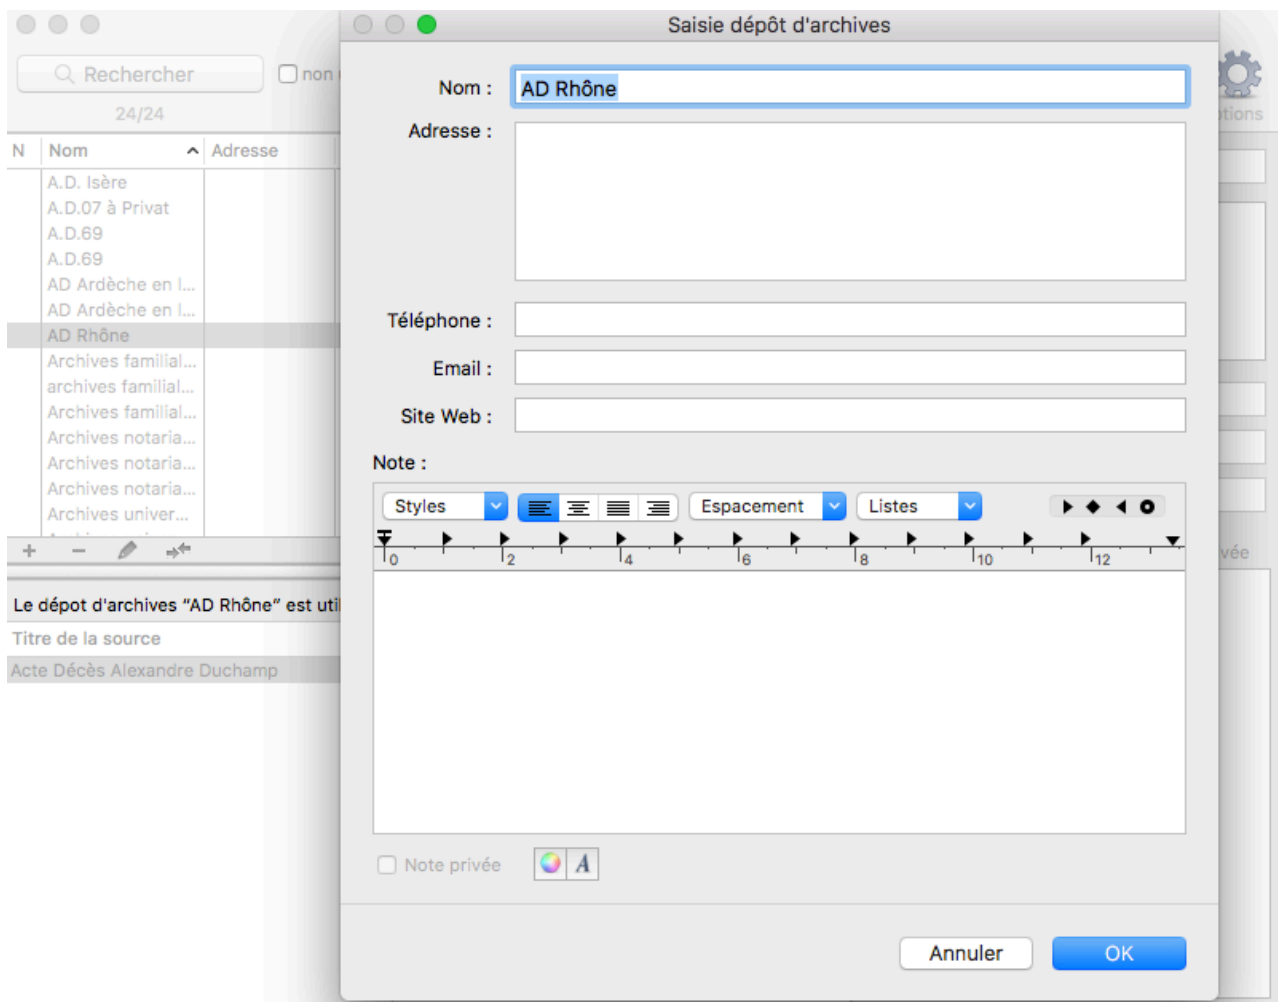 Saisie dépôt d'archives
Rechercher
non
24/24
N Nom Adresse
A.D. Isère
A.D.07 à Privat
A.D.69
A.D.69
AD Ardèche en l...
AD Ardèche en l...
AD Rhône
Archives familial...
archives familial...
Archives familial...
Archives notaria...
Archives notaria...
Archives notaria...
Archives univer...
Le dépot d'archives “AD Rhône” est uti
Titre de la source
Acte Décès Alexandre Duchamp
Nom : AD Rhône
Adresse :
Téléphone :
Email :
Site Web :
Note :
Styles Espacement Listes
0 2 4 6 8 10 12
Note privée A
Annuler OK
tions
vée